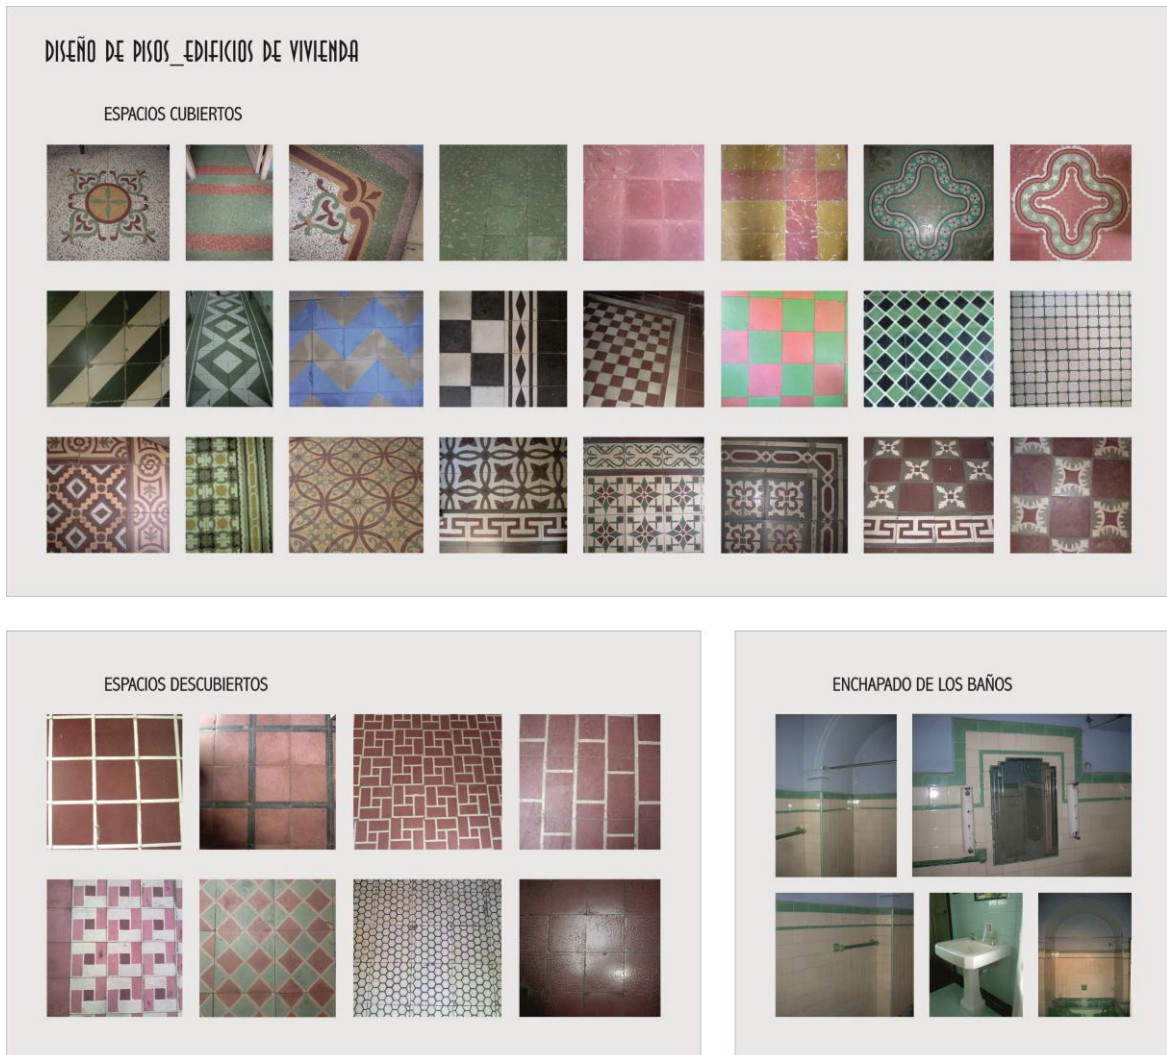 DISEÑO DE PISOS_EDIFICIOS DE VIVIENDA
ESPACIOS CUBIERTOS
ESPACIOS DESCUBIERTOS
ENCHAPADO DE LOS BAÑOS